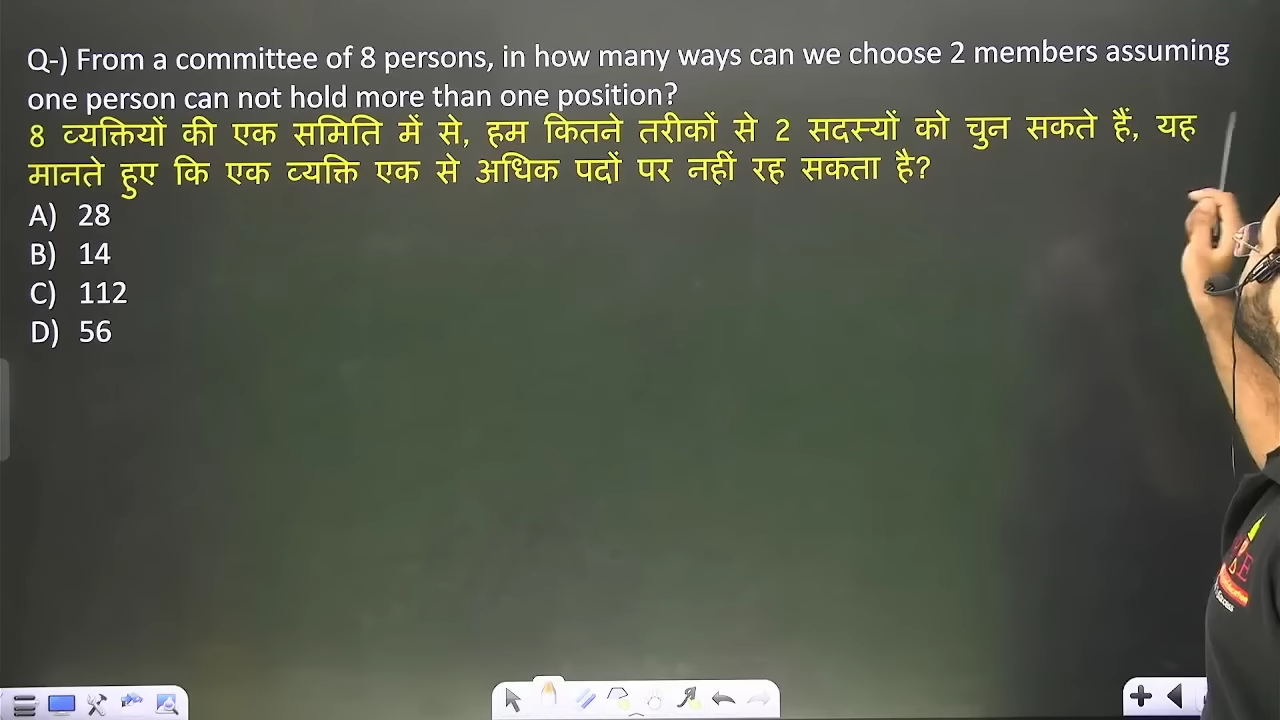 Q-) From a committee of 8 persons, in how many ways can we choose 2 members assuming
one person can not hold more than one position?
8 व्यक्तियों की एक समिति में से, हम कितने तरीकों से 2 सदस्यों को चुन सकते हैं, यह
मानते हुए कि एक व्यक्ति एक से अधिक पदों पर नहीं रह सकता है?
A) 28
B) 14
C) 112
D) 56